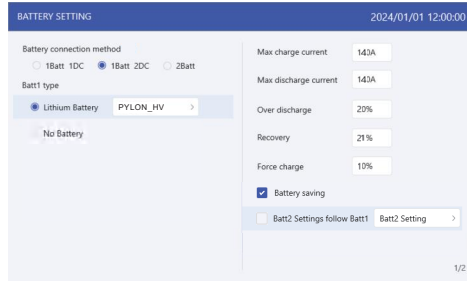 BATTERY SETTING
2024/01/01 12:00:00
Battery connection method
1Batt 1DC
1Batt 2DC
2Batt
Batt1 type
Lithium Battery
PYLON_HV
No Battery
Max charge current
140A
Max discharge current
140A
Over discharge
20%
Recovery
21%
Force charge
10%
Battery saving
Batt2 Settings follow Batt1
Batt2 Setting
1/2